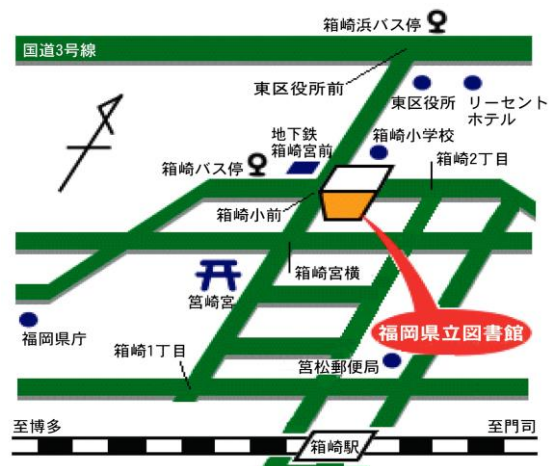 箱崎浜バス停
国道3号線
東区役所前
東区役所
リーセント
ホテル
地下鉄
箱崎宮前
箱崎小学校
箱崎バス停
箱崎2丁目
箱崎小前
箱崎宮横
筥崎宮
福岡県庁
福岡県立図書館
箱崎1丁目
筥松郵便局
至博多
至門司
箱崎駅